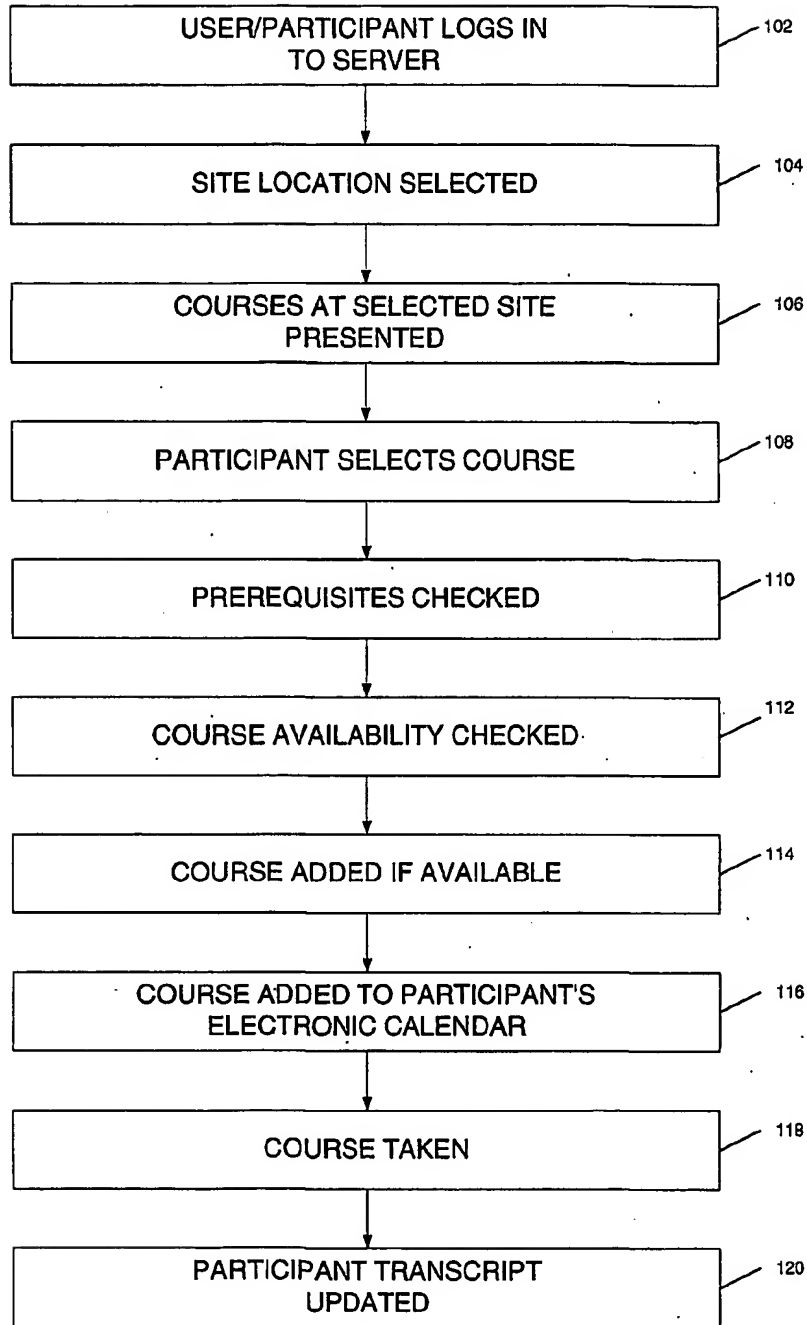 USER/PARTICIPANT LOGS IN
TO SERVER
102
SITE LOCATION SELECTED
104
COURSES AT SELECTED SITE
PRESENTED
106
PARTICIPANT SELECTS COURSE
108
PREREQUISITES CHECKED
110
COURSE AVAILABILITY CHECKED
112
COURSE ADDED IF AVAILABLE
114
COURSE ADDED TO PARTICIPANT'S
ELECTRONIC CALENDAR
116
COURSE TAKEN
118
PARTICIPANT TRANSCRIPT
UPDATED
120